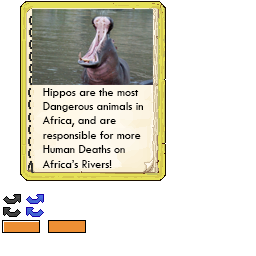 Hippos are the most
Dangerous animals in
Africa, and are
responsible for more
Human Deaths on
Africa's Rivers!